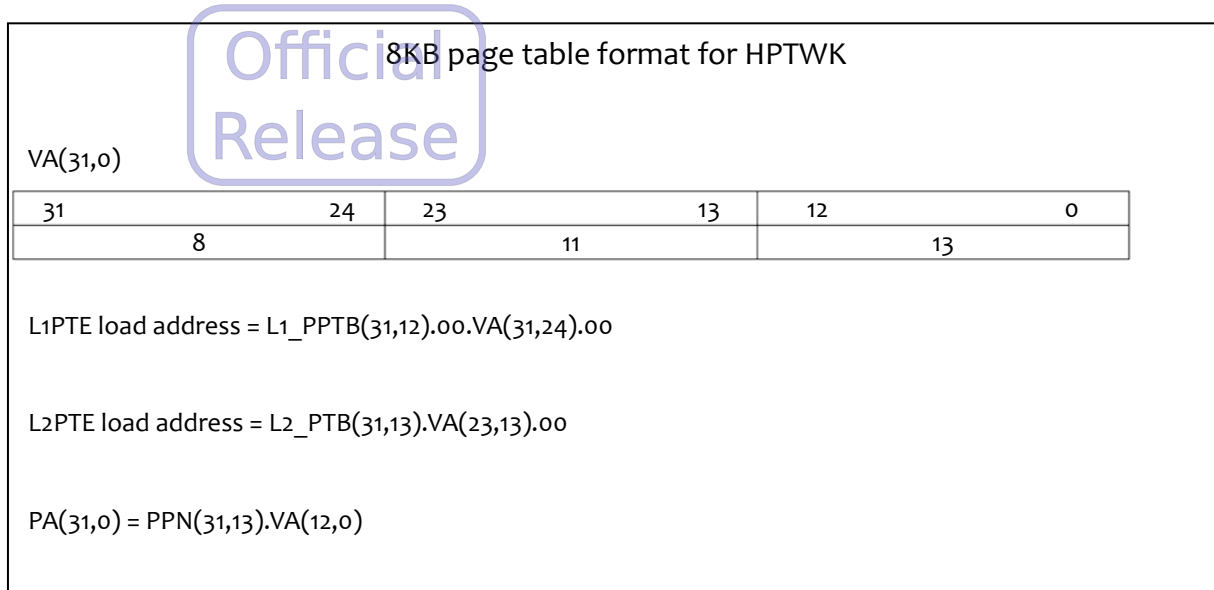 Official
Release
8KB page table format for HPTWK
VA(31,0)
31 24 23 13 12 0
8 11 13
L1PTE load address = L1_PPTB(31,12).00.VA(31,24).00
L2PTE load address = L2_PTB(31,13).VA(23,13).00
PA(31,0) = PPN(31,13).VA(12,0)